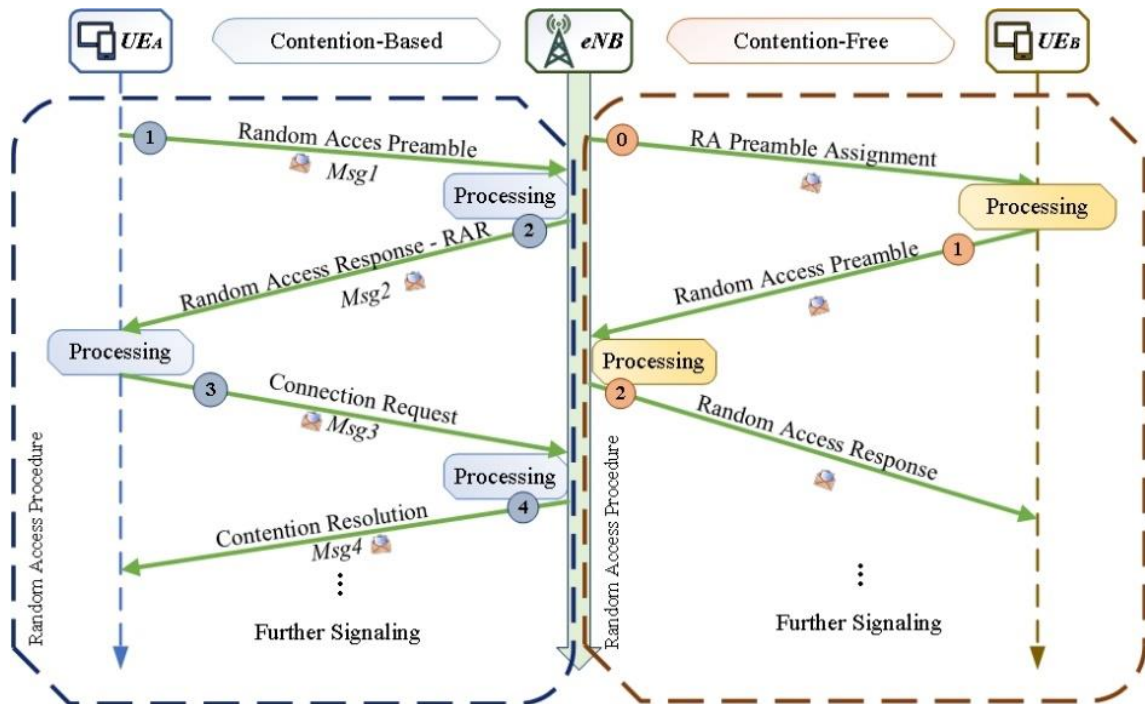 UEA
Contention-Based
eNB
Contention-Free
UEB
1
Random Acces Preamble
Msg1
Processing
2
Random Access Response - RAR
Msg2
Processing
3
Connection Request
Msg3
Processing
4
Contention Resolution
Msg4
⋮
Further Signaling
Random Access Procedure
0
RA Preamble Assignment
Processing
1
Random Access Preamble
Processing
2
Random Access Response
⋮
Further Signaling
Random Access Procedure